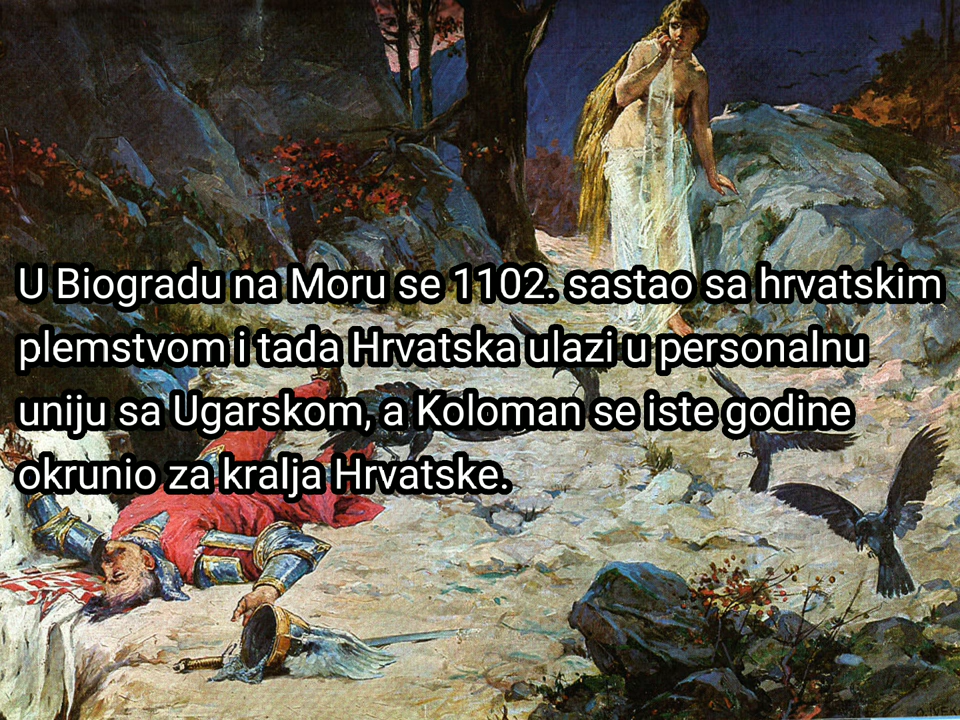 U Biogradu na Moru se 1102. sastao sa hrvatskim
plemstvom i tada Hrvatska ulazi u personalnu
uniju sa Ugarskom, a Koloman se iste godine
okrunio za kralja Hrvatske.